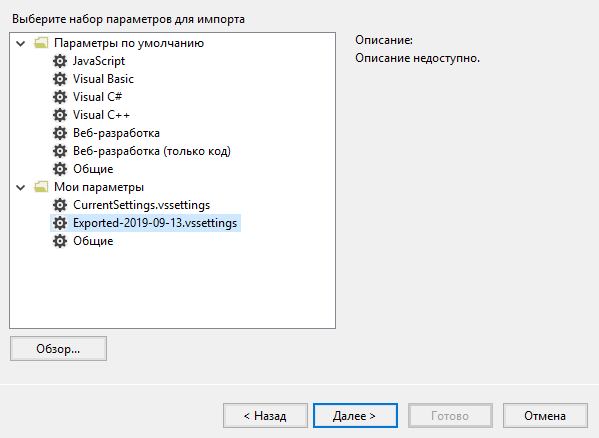 Выберите набор параметров для импорта
Параметры по умолчанию
JavaScript
Visual Basic
Visual C#
Visual C++
Веб-разработка
Веб-разработка (только код)
Общие
Мои параметры
CurrentSettings.vssettings
Exported-2019-09-13.vssettings
Общие
Описание:
Описание недоступно.
Обзор...
< Назад
Далее >
Готово
Отмена